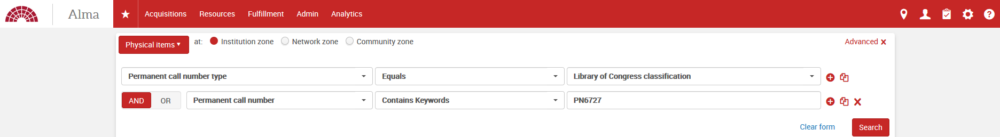 Alma Acquisitions Resources Fulfillment Admin Analytics ?
Physical items at: Institution zone Network zone Community zone Advanced
Permanent call number type Equals Library of Congress classification
AND OR Permanent call number Contains Keywords PN6727
Clear form Search